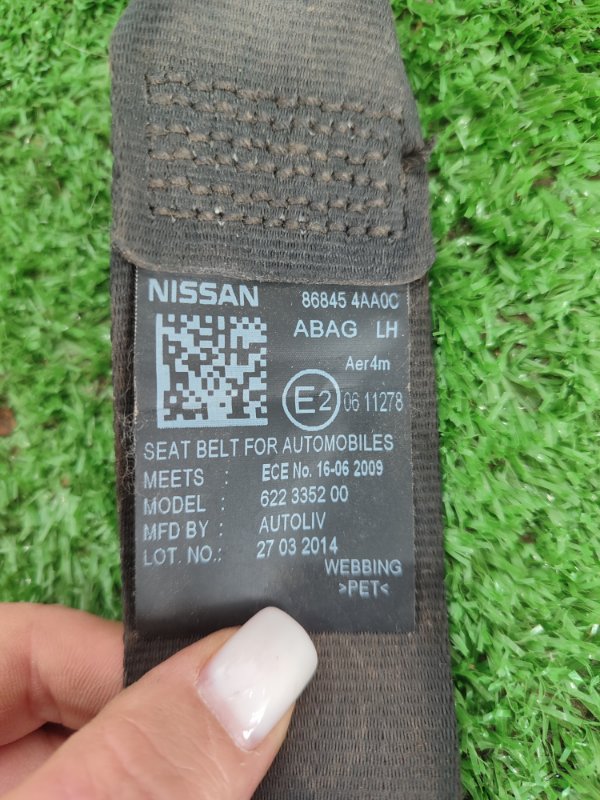 NISSAN 86845 4AA0C
ABAG LH
Aer4m
E2 06 11278
SEAT BELT FOR AUTOMOBILES
MEETS : ECE No. 16-06 2009
MODEL : 622 3352 00
MFD BY : AUTOLIV
LOT. NO.: 27 03 2014
WEBBING
>PET<